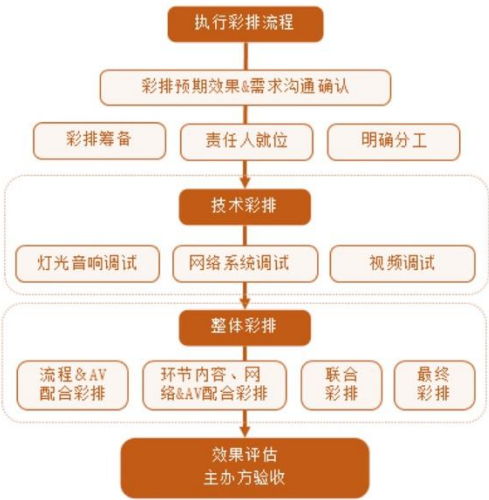 执行彩排流程
彩排预期效果&需求沟通确认
彩排筹备
责任人就位
明确分工
技术彩排
灯光音响调试
网络系统调试
视频调试
整体彩排
流程&AV
配合彩排
环节内容、网
络&AV配合彩排
联合
彩排
最终
彩排
效果评估
主办方验收